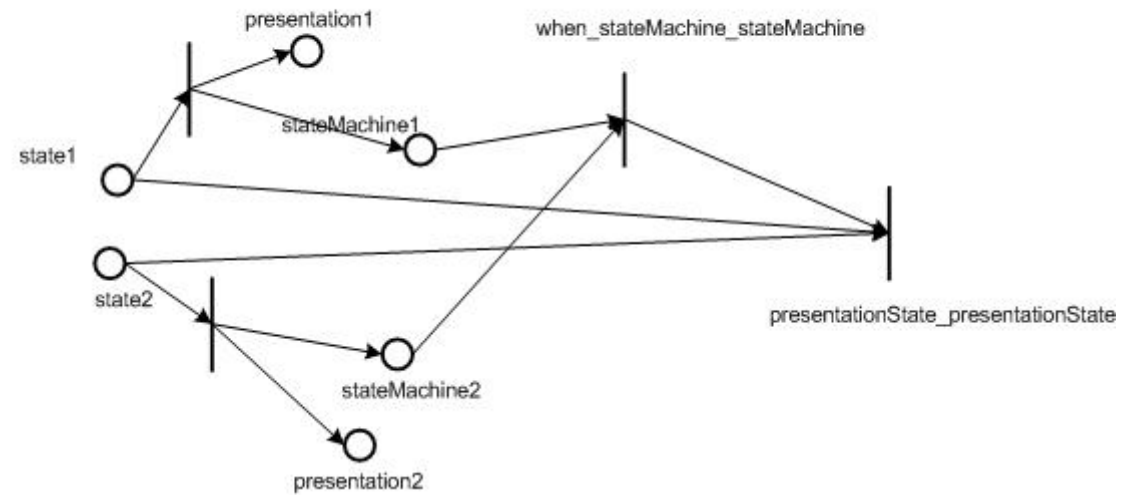 presentation1
when_stateMachine_stateMachine
stateMachine1
state1
state2
presentationState_presentationState
stateMachine2
presentation2